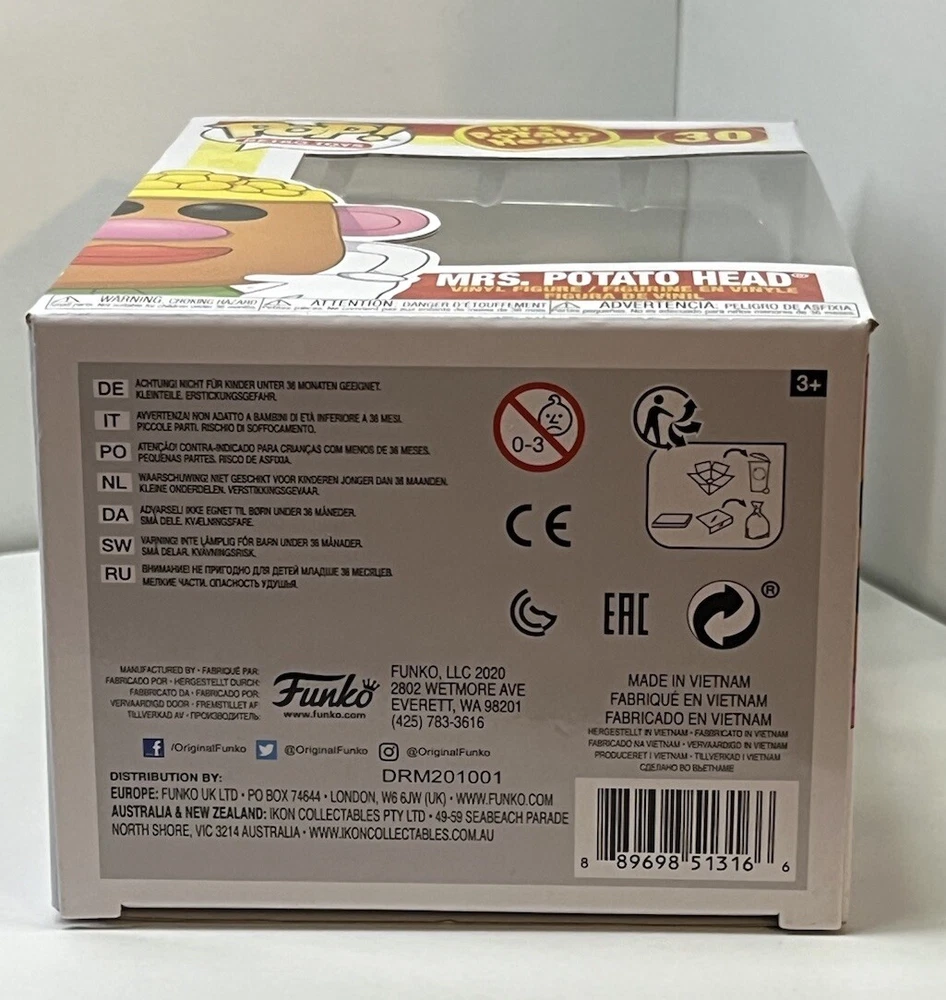 POP!
RETRO TOYS
Mrs. Potato Head
30
MRS. POTATO HEAD
VINYL FIGURE / FIGURINE EN VINYLE
FIGURA DE VINIL
WARNING: CHOKING HAZARD
ATTENTION: DANGER D'ÉTOUFFEMENT
ADVERTENCIA: PELIGRO DE ASFIXIA
3+
DE ACHTUNG! NICHT FÜR KINDER UNTER 36 MONATEN GEEIGNET.
KLEINTEILE. ERSTICKUNGSGEFAHR.
IT AVVERTENZA! NON ADATTO A BAMBINI DI ETÀ INFERIORE A 36 MESI.
PICCOLE PARTI. RISCHIO DI SOFFOCAMENTO.
PO ATENÇÃO! CONTRA-INDICADO PARA CRIANÇAS COM MENOS DE 36 MESES.
PEQUENAS PARTES. RISCO DE ASFIXIA.
NL WAARSCHUWING! NIET GESCHIKT VOOR KINDEREN JONGER DAN 36 MAANDEN.
KLEINE ONDERDELEN. VERSTIKKINGSGEVAAR.
DA ADVARSEL! IKKE EGNET TIL BØRN UNDER 36 MÅNEDER.
SMÅ DELE. KVÆLNINGSFARE.
SW VARNING! INTE LÄMPLIG FÖR BARN UNDER 36 MÅNADER.
SMÅ DELAR. KVÄVNINGSRISK.
RU ВНИМАНИЕ! НЕ ПРИГОДНО ДЛЯ ДЕТЕЙ МЛАДШЕ 36 МЕСЯЦЕВ.
МЕЛКИЕ ЧАСТИ. ОПАСНОСТЬ УДУШЬЯ.
0-3
CE
EAC
®
MANUFACTURED BY • FABRIQUÉ PAR:
FABRICADO POR • HERGESTELLT DURCH:
FABBRICATO DA • FABRICADO POR:
VERVAARDIGD DOOR • FREMSTILLET AF
TILLVERKAD AV • ПРОИЗВОДИТЕЛЬ:
Funko
www.funko.com
FUNKO, LLC 2020
2802 WETMORE AVE
EVERETT, WA 98201
(425) 783-3616
MADE IN VIETNAM
FABRIQUÉ EN VIETNAM
FABRICADO EN VIETNAM
HERGESTELLT IN VIETNAM • FABBRICATO IN VIETNAM
FABRICADO NA VIETNAM • VERVAARDIGD IN VIETNAM
PRODUCERET I VIETNAM • TILLVERKAD I VIETNAM
СДЕЛАНО ВО ВЬЕТНАМЕ
/OriginalFunko @OriginalFunko @OriginalFunko
DRM201001
DISTRIBUTION BY:
EUROPE: FUNKO UK LTD • PO BOX 74644 • LONDON, W6 6JW (UK) • WWW.FUNKO.COM
AUSTRALIA & NEW ZEALAND: IKON COLLECTABLES PTY LTD • 49-59 SEABEACH PARADE
NORTH SHORE, VIC 3214 AUSTRALIA • WWW.IKONCOLLECTABLES.COM.AU
8 89698 51316 6